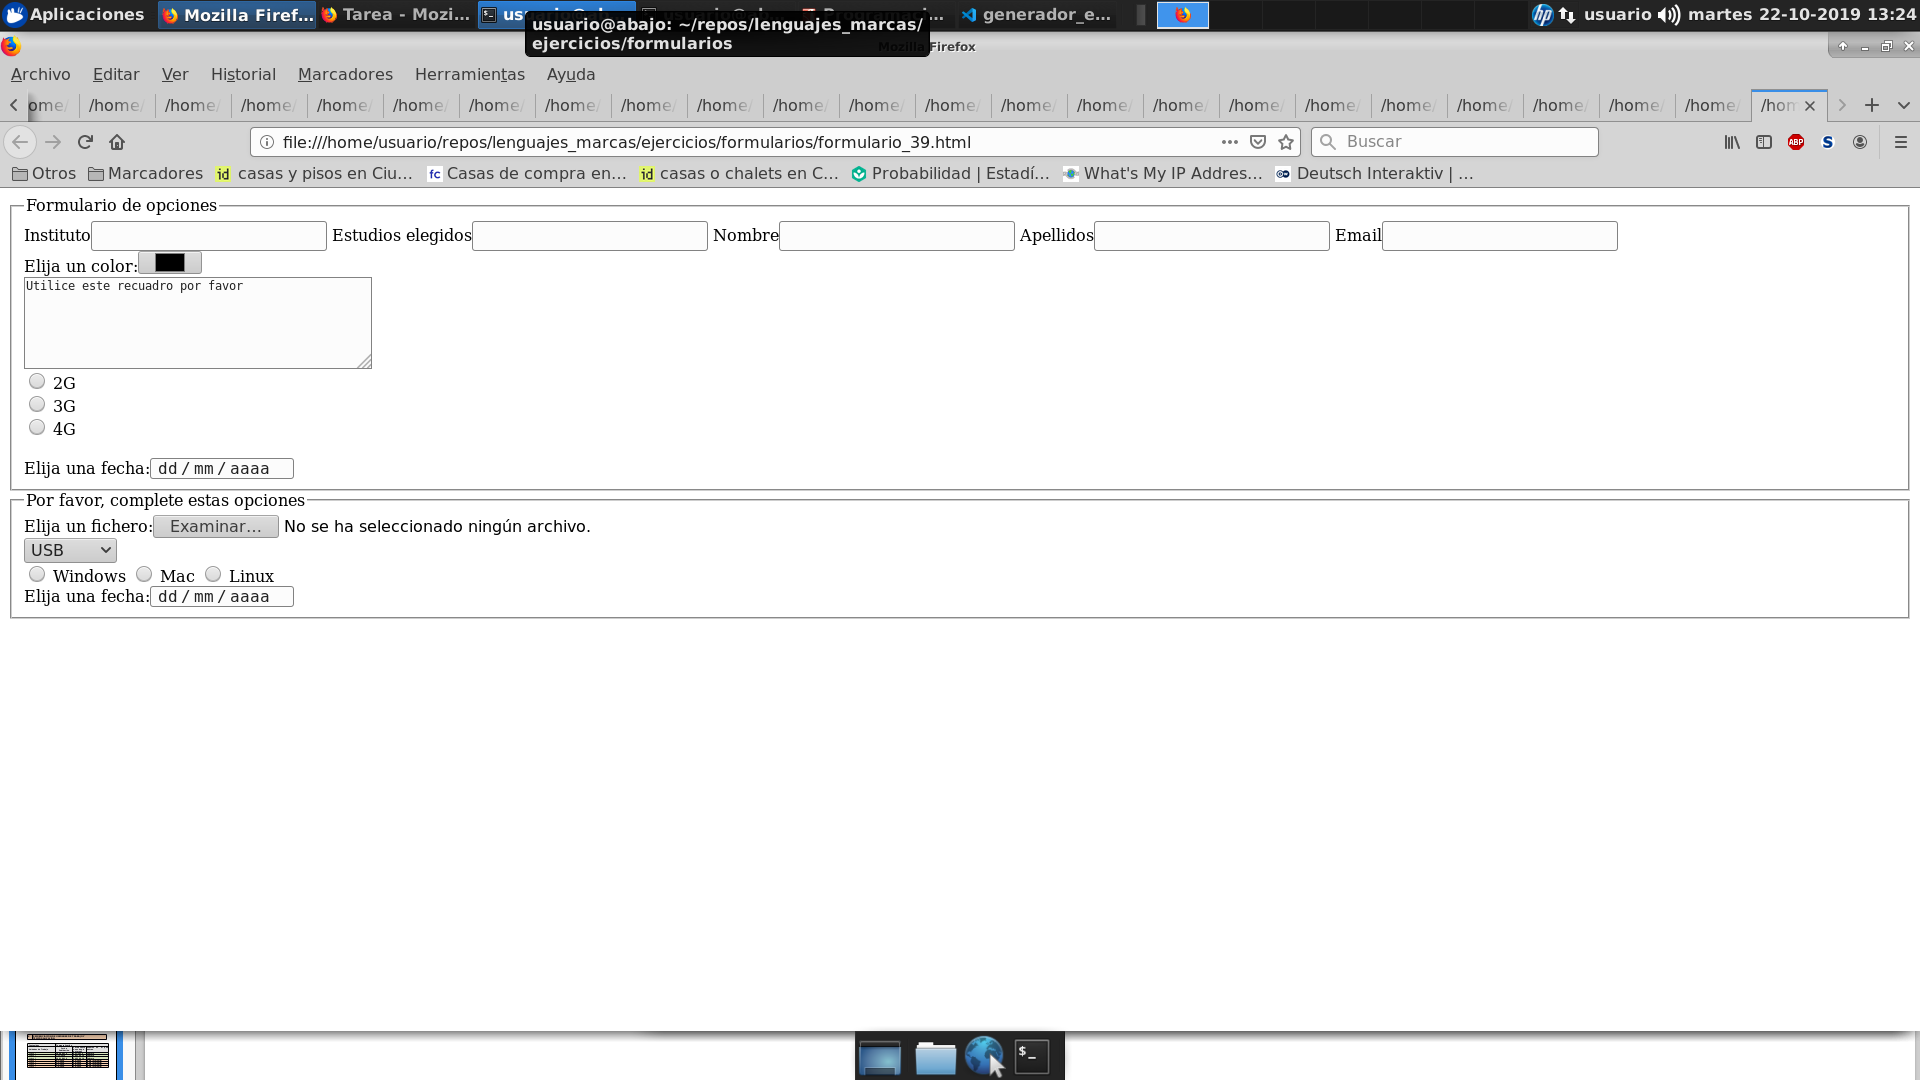 Aplicaciones Mozilla Firef... Tarea - Mozi... generador_e... usuario martes 22-10-2019 13:24
usuario@abajo: ~/repos/lenguajes_marcas/
ejercicios/formularios
Mozilla Firefox
Archivo Editar Ver Historial Marcadores Herramientas Ayuda
ome/ /home/ /home/ /home/ /home/ /home/ /home/ /home/ /home/ /home/ /home/ /home/ /home/ /home/ /home/ /home/ /home/ /home/ /home/ /home/ /home/ /home/ /home/ /hom
file:///home/usuario/repos/lenguajes_marcas/ejercicios/formularios/formulario_39.html Buscar ABP S
Otros Marcadores id casas y pisos en Ciu... fc Casas de compra en... id casas o chalets en C... Probabilidad | Estadí... What's My IP Addres... Deutsch Interaktiv | ...
Formulario de opciones
Instituto Estudios elegidos Nombre Apellidos Email
Elija un color:
Utilice este recuadro por favor
2G
3G
4G
Elija una fecha: dd / mm / aaaa
Por favor, complete estas opciones
Elija un fichero: Examinar... No se ha seleccionado ningún archivo.
USB
Windows Mac Linux
Elija una fecha: dd / mm / aaaa
$_